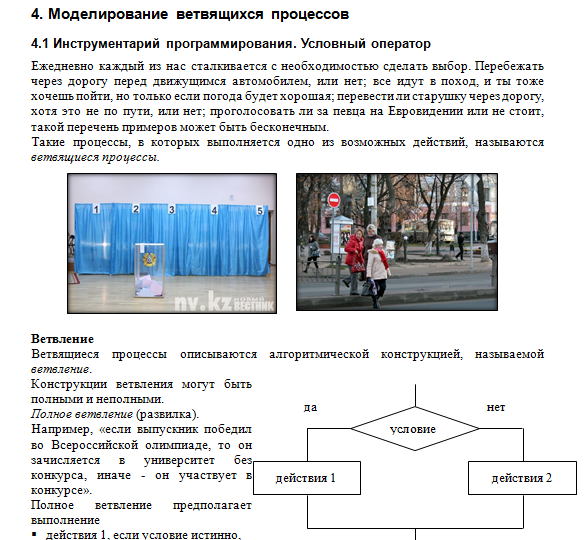 4. Моделирование ветвящихся процессов
4.1 Инструментарий программирования. Условный оператор
Ежедневно каждый из нас сталкивается с необходимостью сделать выбор. Перебежать
через дорогу перед движущимся автомобилем, или нет; все идут в поход, и ты тоже
хочешь пойти, но только если погода будет хорошая; перевести ли старушку через дорогу,
хотя это не по пути, или нет; проголосовать ли за певца на Евровидении или не стоит,
такой перечень примеров может быть бесконечным.
Такие процессы, в которых выполняется одно из возможных действий, называются
ветвящиеся процессы.
1 2 3 4 5
nv.kz НОВЫЙ ВЕСТНИК
Ветвление
Ветвящиеся процессы описываются алгоритмической конструкцией, называемой
ветвление.
Конструкции ветвления могут быть
полными и неполными.
Полное ветвление (развилка).
Например, «если выпускник победил
во Всероссийской олимпиаде, то он
зачисляется в университет без
конкурса, иначе - он участвует в
конкурсе».
Полное ветвление предполагает
выполнение
▪ действия 1, если условие истинно,
да
нет
условие
действия 1
действия 2